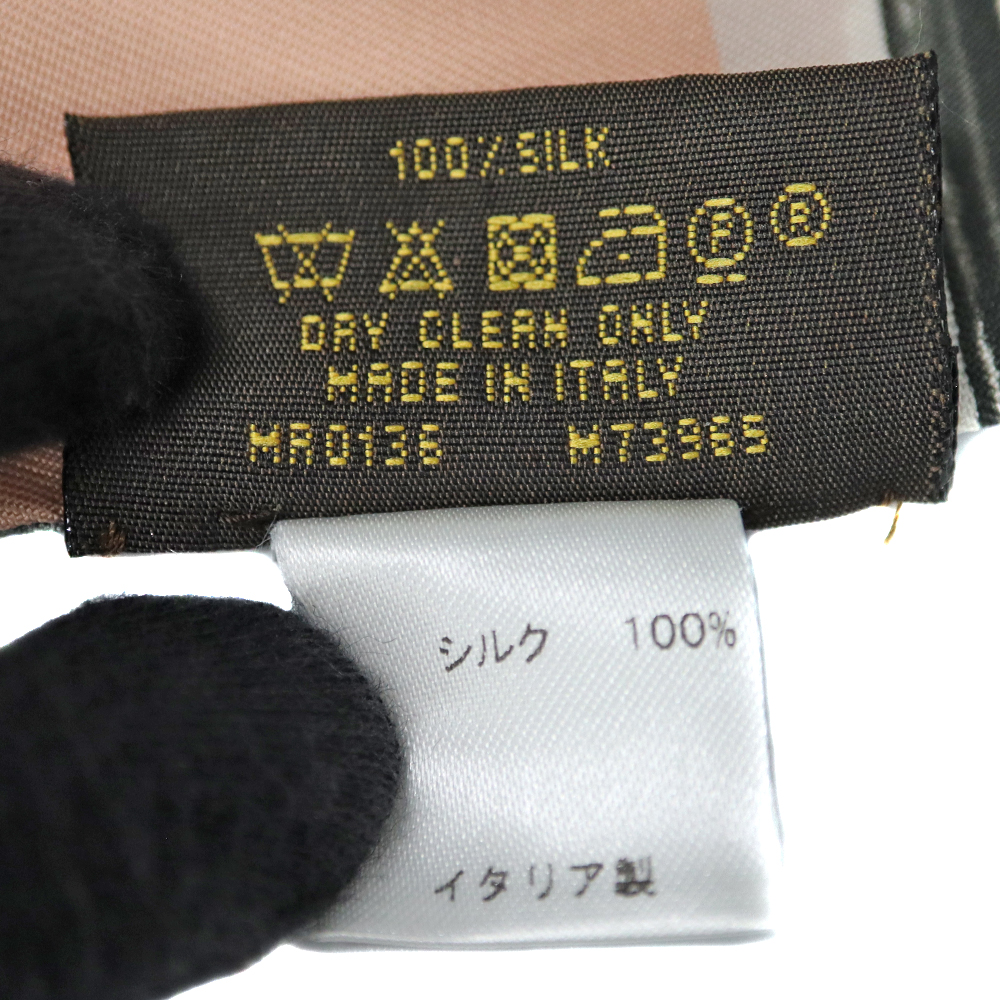 100% SILK
P ®
DRY CLEAN ONLY
MADE IN ITALY
MR0136 M73965
シルク 100%
イタリア製